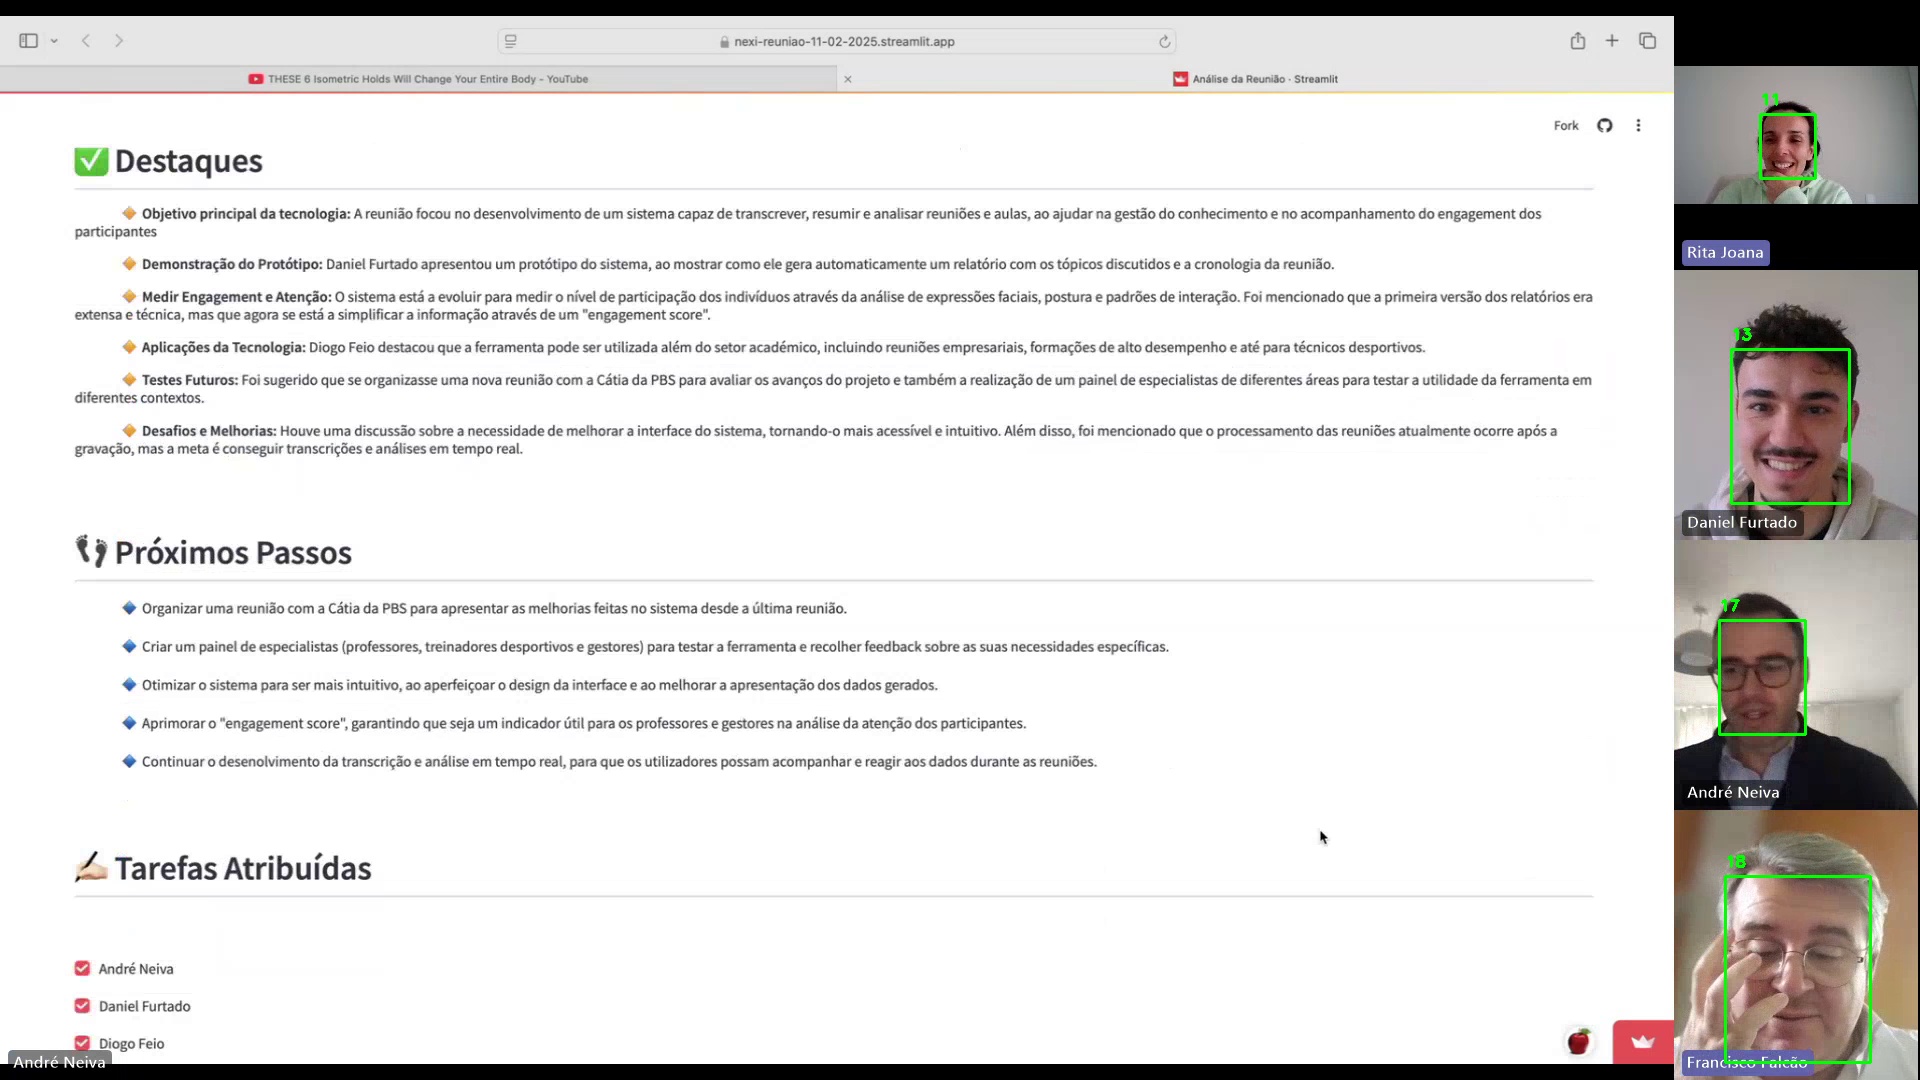 nexi-reuniao-11-02-2025.streamlit.app
THESE 6 Isometric Holds Will Change Your Entire Body - YouTube
Análise da Reunião · Streamlit
Fork
Destaques
Objetivo principal da tecnologia: A reunião focou no desenvolvimento de um sistema capaz de transcrever, resumir e analisar reuniões e aulas, ao ajudar na gestão do conhecimento e no acompanhamento do engagement dos
participantes
Demonstração do Protótipo: Daniel Furtado apresentou um protótipo do sistema, ao mostrar como ele gera automaticamente um relatório com os tópicos discutidos e a cronologia da reunião.
Medir Engagement e Atenção: O sistema está a evoluir para medir o nível de participação dos indivíduos através da análise de expressões faciais, postura e padrões de interação. Foi mencionado que a primeira versão dos relatórios era
extensa e técnica, mas que agora se está a simplificar a informação através de um "engagement score".
Aplicações da Tecnologia: Diogo Feio destacou que a ferramenta pode ser utilizada além do setor académico, incluindo reuniões empresariais, formações de alto desempenho e até para técnicos desportivos.
Testes Futuros: Foi sugerido que se organizasse uma nova reunião com a Cátia da PBS para avaliar os avanços do projeto e também a realização de um painel de especialistas de diferentes áreas para testar a utilidade da ferramenta em
diferentes contextos.
Desafios e Melhorias: Houve uma discussão sobre a necessidade de melhorar a interface do sistema, tornando-o mais acessível e intuitivo. Além disso, foi mencionado que o processamento das reuniões atualmente ocorre após a
gravação, mas a meta é conseguir transcrições e análises em tempo real.
Próximos Passos
Organizar uma reunião com a Cátia da PBS para apresentar as melhorias feitas no sistema desde a última reunião.
Criar um painel de especialistas (professores, treinadores desportivos e gestores) para testar a ferramenta e recolher feedback sobre as suas necessidades específicas.
Otimizar o sistema para ser mais intuitivo, ao aperfeiçoar o design da interface e ao melhorar a apresentação dos dados gerados.
Aprimorar o "engagement score", garantindo que seja um indicador útil para os professores e gestores na análise da atenção dos participantes.
Continuar o desenolvimento da transcrição e análise em tempo real, para que os utilizadores possam acompanhar e reagir aos dados durante as reuniões.
Tarefas Atribuídas
André Neiva
Daniel Furtado
Diogo Feio
André Neiva
11
Rita Joana
13
Daniel Furtado
17
André Neiva
18
Francisco Falcão